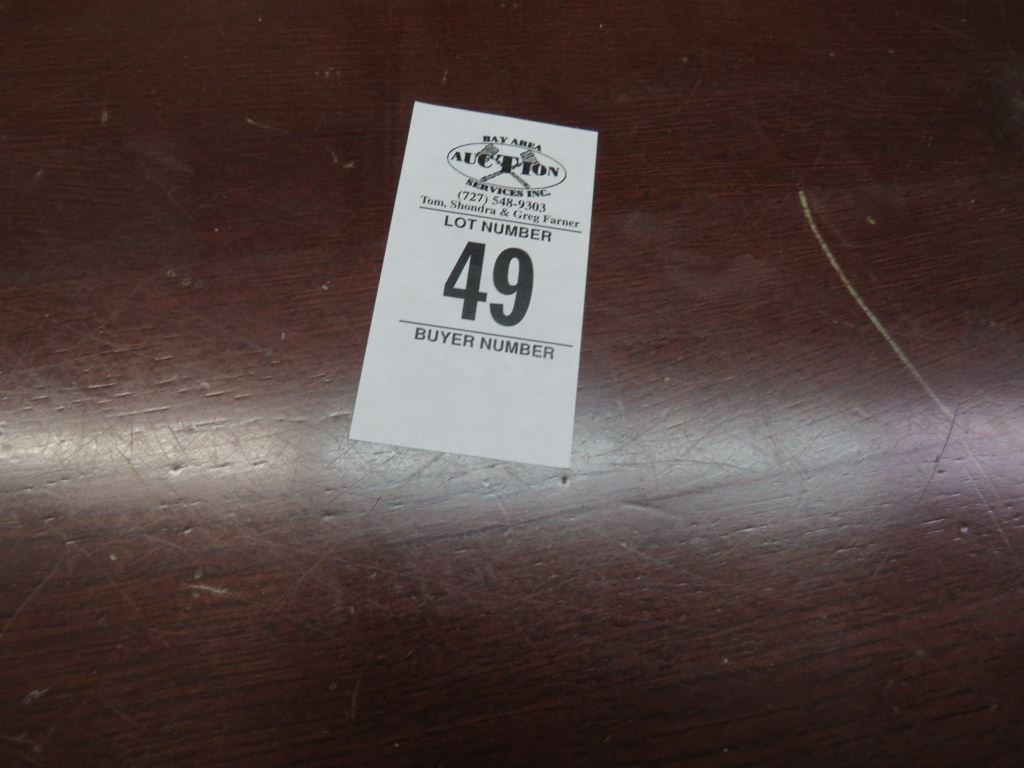 BAY AREA
AUCTION
SERVICES INC.
(727) 548-9303
Tom, Shondra & Greg Farner
LOT NUMBER
49
BUYER NUMBER